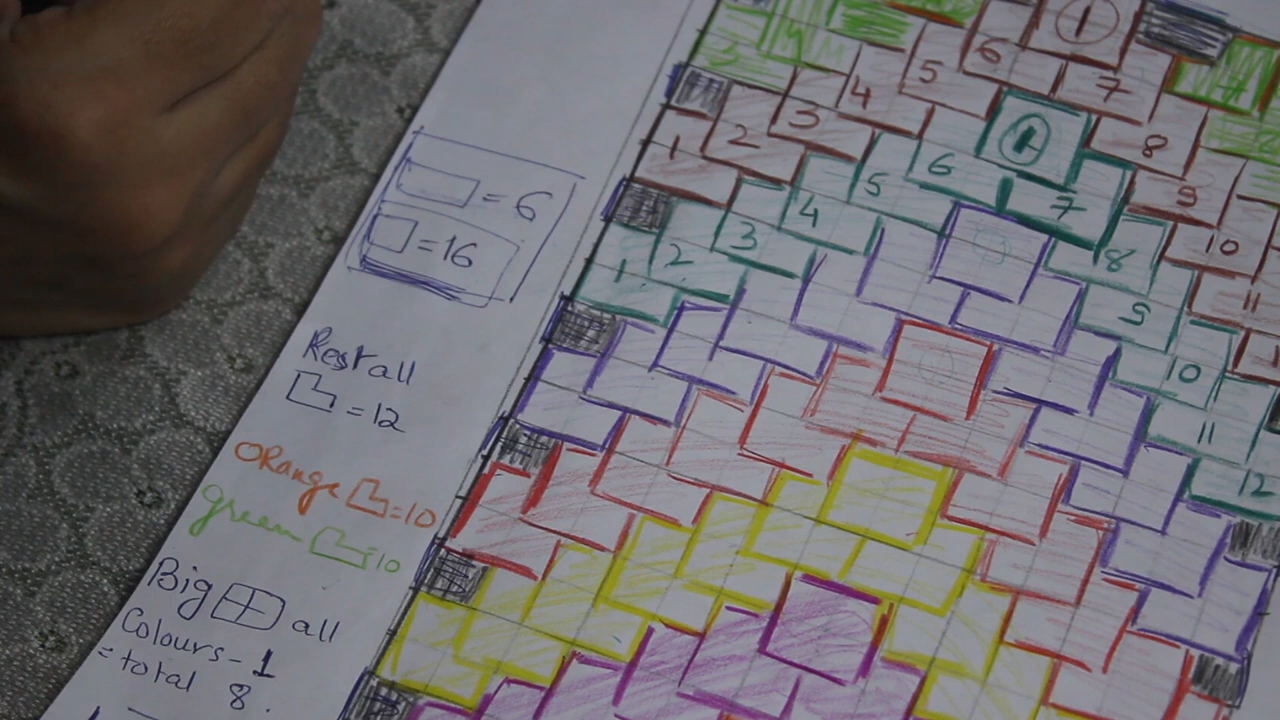 =6
=16
Rest all
=12
ORange =10
green =10
Big all
Colours - 1
= total 8.
1
1 2 3 4 5 6 7 8 9 10 11
1
1 2 3 4 5 6 7 8 9 10 11 12